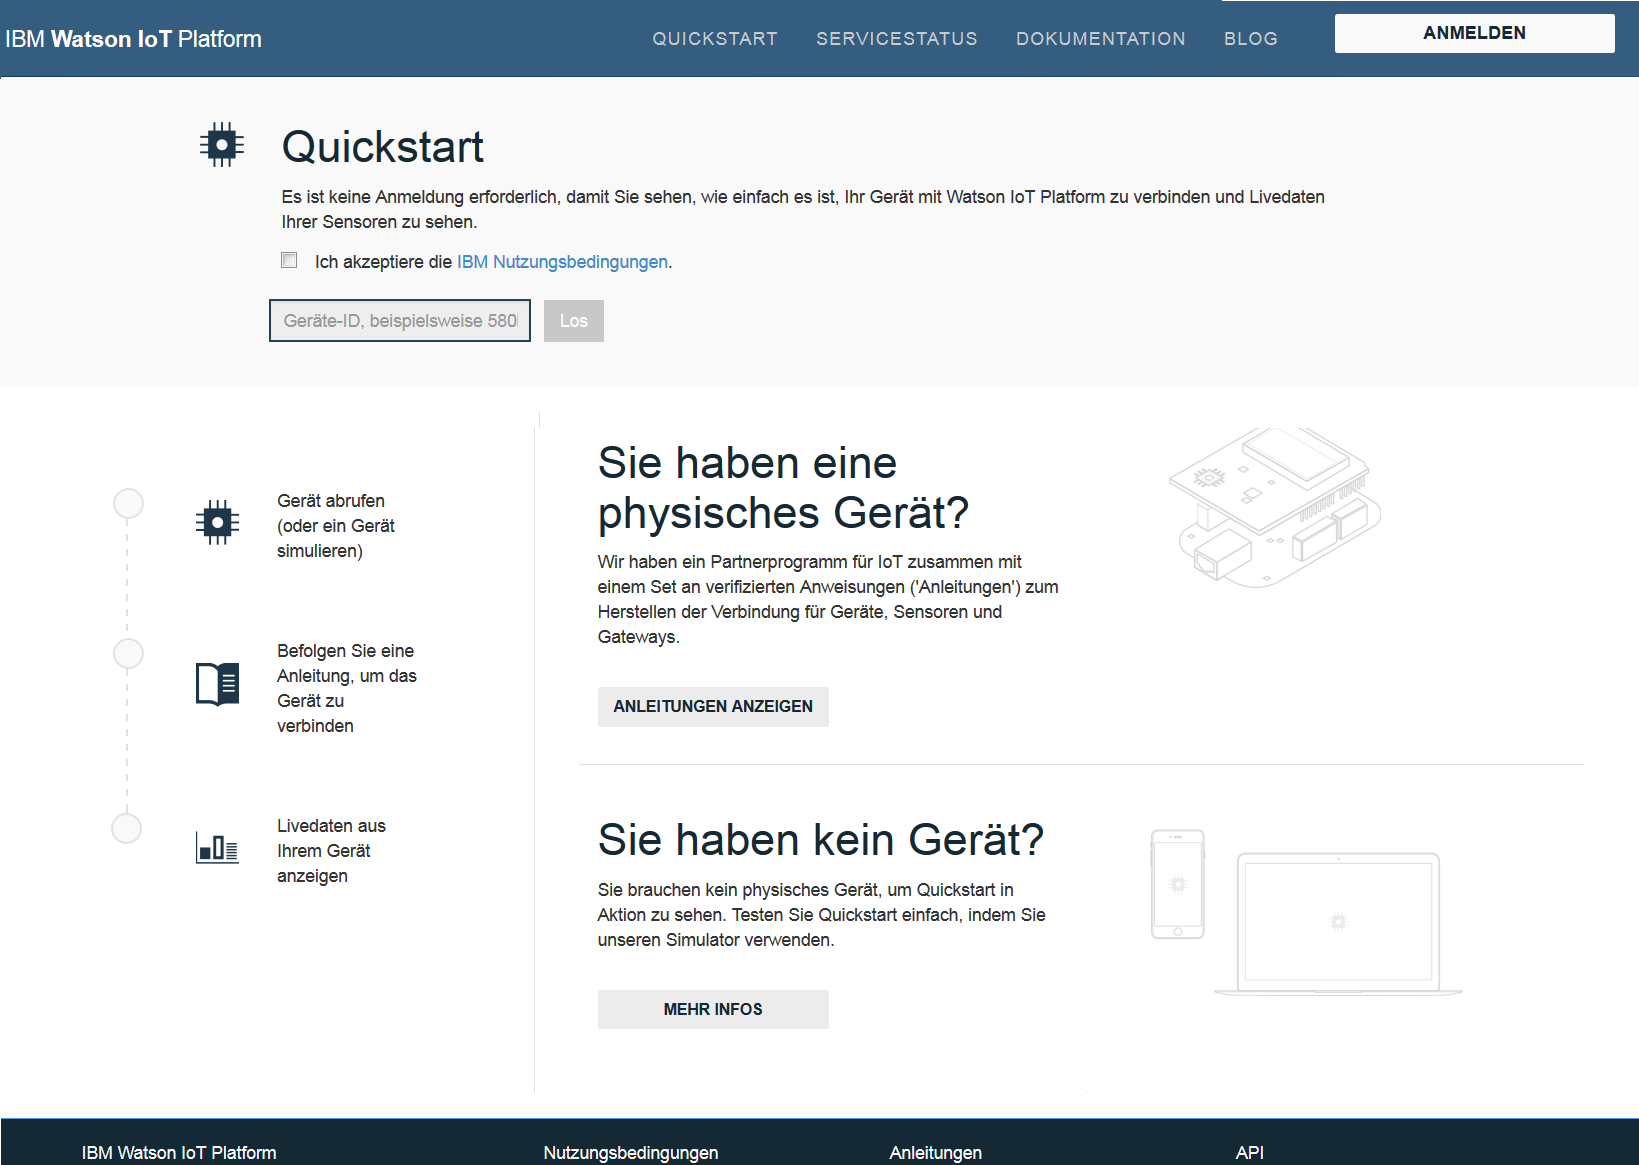 IBM Watson IoT Platform
QUICKSTART
SERVICESTATUS
DOKUMENTATION
BLOG
ANMELDEN
Quickstart
Es ist keine Anmeldung erforderlich, damit Sie sehen, wie einfach es ist, Ihr Gerät mit Watson IoT Platform zu verbinden und Livedaten
Ihrer Sensoren zu sehen.
Ich akzeptiere die IBM Nutzungsbedingungen.
Geräte-ID, beispielsweise 580
Los
Gerät abrufen
(oder ein Gerät
simulieren)
Befolgen Sie eine
Anleitung, um das
Gerät zu
verbinden
Livedaten aus
Ihrem Gerät
anzeigen
Sie haben eine
physisches Gerät?
Wir haben ein Partnerprogramm für IoT zusammen mit
einem Set an verifizierten Anweisungen ('Anleitungen') zum
Herstellen der Verbindung für Geräte, Sensoren und
Gateways.
ANLEITUNGEN ANZEIGEN
Sie haben kein Gerät?
Sie brauchen kein physisches Gerät, um Quickstart in
Aktion zu sehen. Testen Sie Quickstart einfach, indem Sie
unseren Simulator verwenden.
MEHR INFOS
IBM Watson IoT Platform
Nutzungsbedingungen
Anleitungen
API